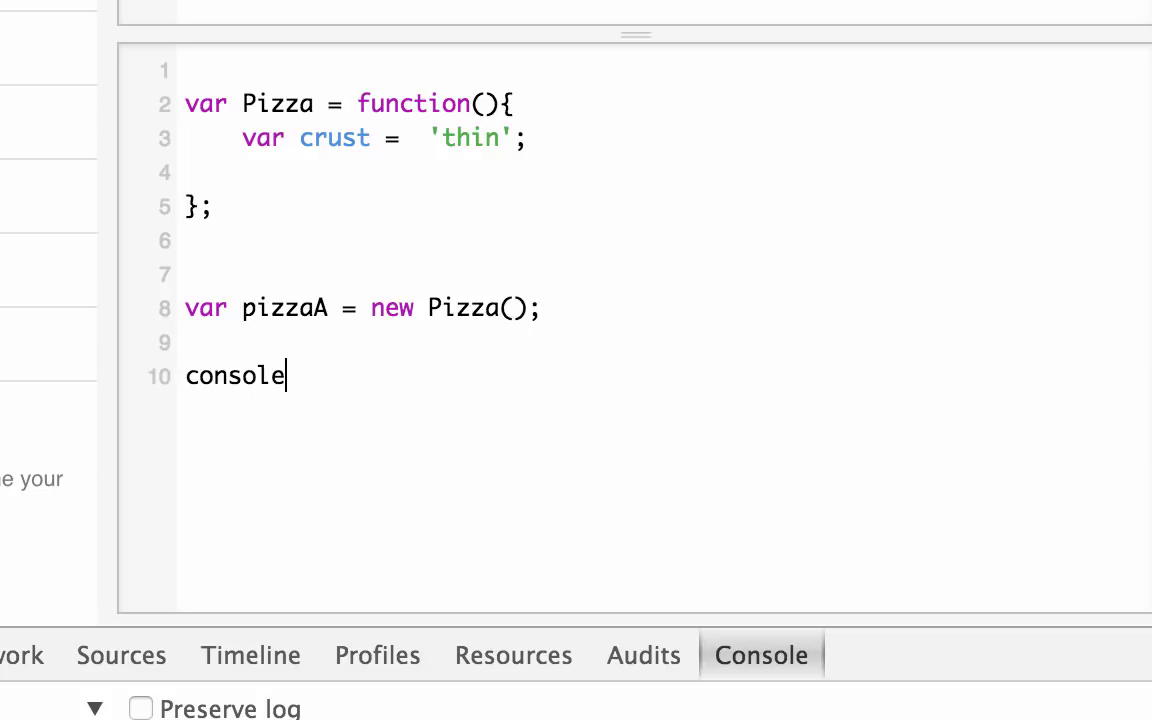 1
2 var Pizza = function(){
3 var crust =  'thin';
4
5 };
6
7
8 var pizzaA = new Pizza();
9
10 console
e your
work Sources Timeline Profiles Resources Audits Console
▼ Preserve log